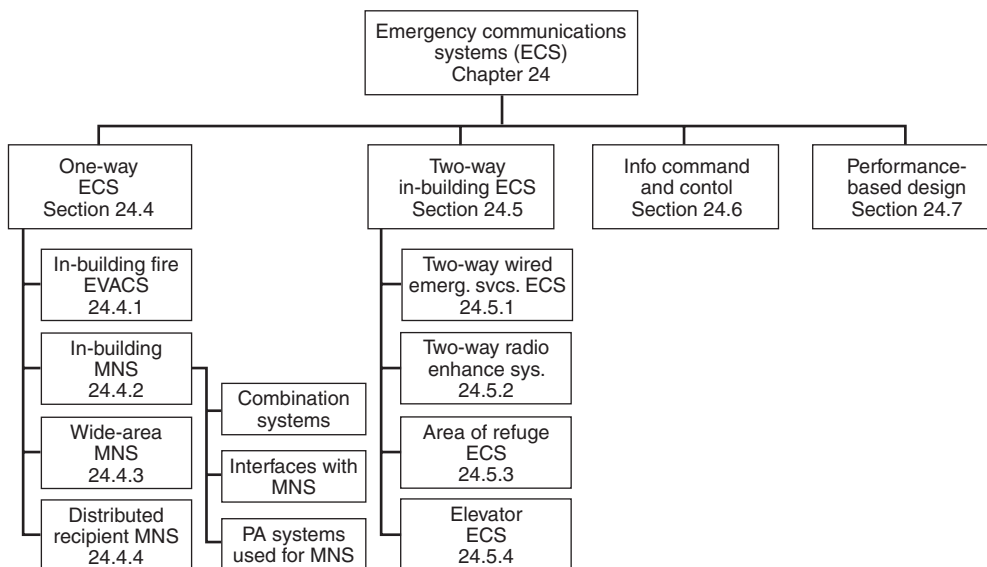 Emergency communications
systems (ECS)
Chapter 24
One-way
ECS
Section 24.4
Two-way
in-building ECS
Section 24.5
Info command
and contol
Section 24.6
Performance-
based design
Section 24.7
In-building fire
EVACS
24.4.1
In-building
MNS
24.4.2
Wide-area
MNS
24.4.3
Distributed
recipient MNS
24.4.4
Combination
systems
Interfaces with
MNS
PA systems
used for MNS
Two-way wired
emerg. svcs. ECS
24.5.1
Two-way radio
enhance sys.
24.5.2
Area of refuge
ECS
24.5.3
Elevator
ECS
24.5.4